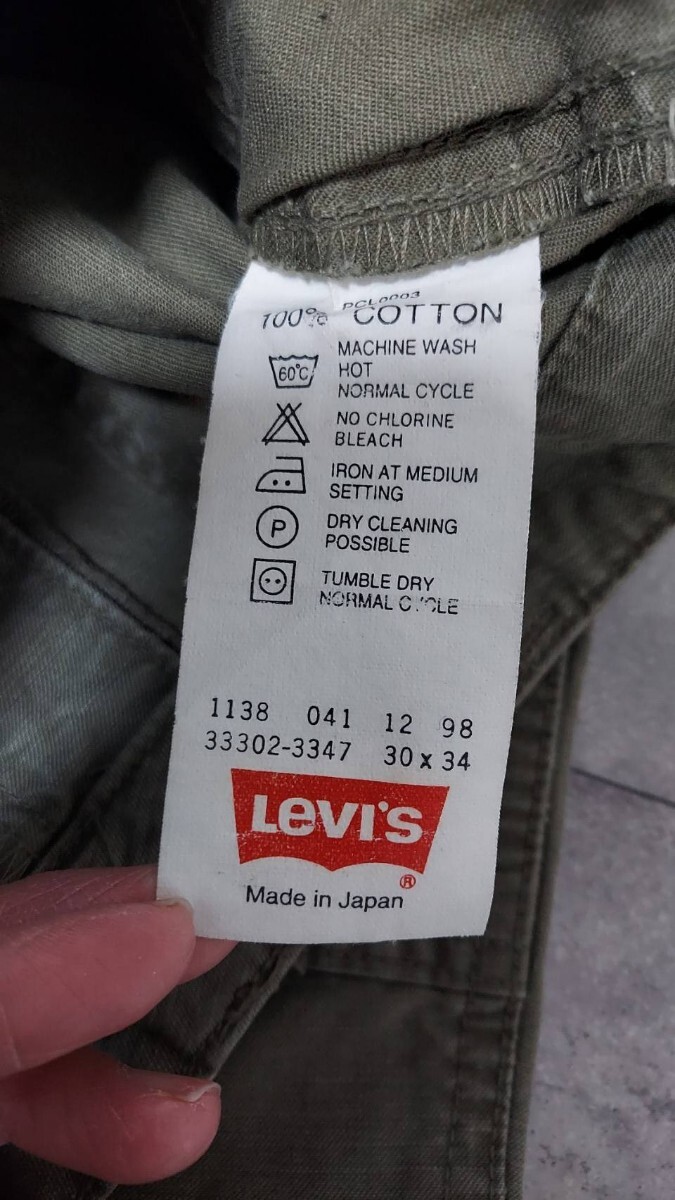 PCL0003
100% COTTON
60°C
MACHINE WASH
HOT
NORMAL CYCLE
NO CHLORINE
BLEACH
IRON AT MEDIUM
SETTING
P
DRY CLEANING
POSSIBLE
TUMBLE DRY
NORMAL CYCLE
1138 041 12 98
33302-3347 30 x 34
Levi's
®
Made in Japan